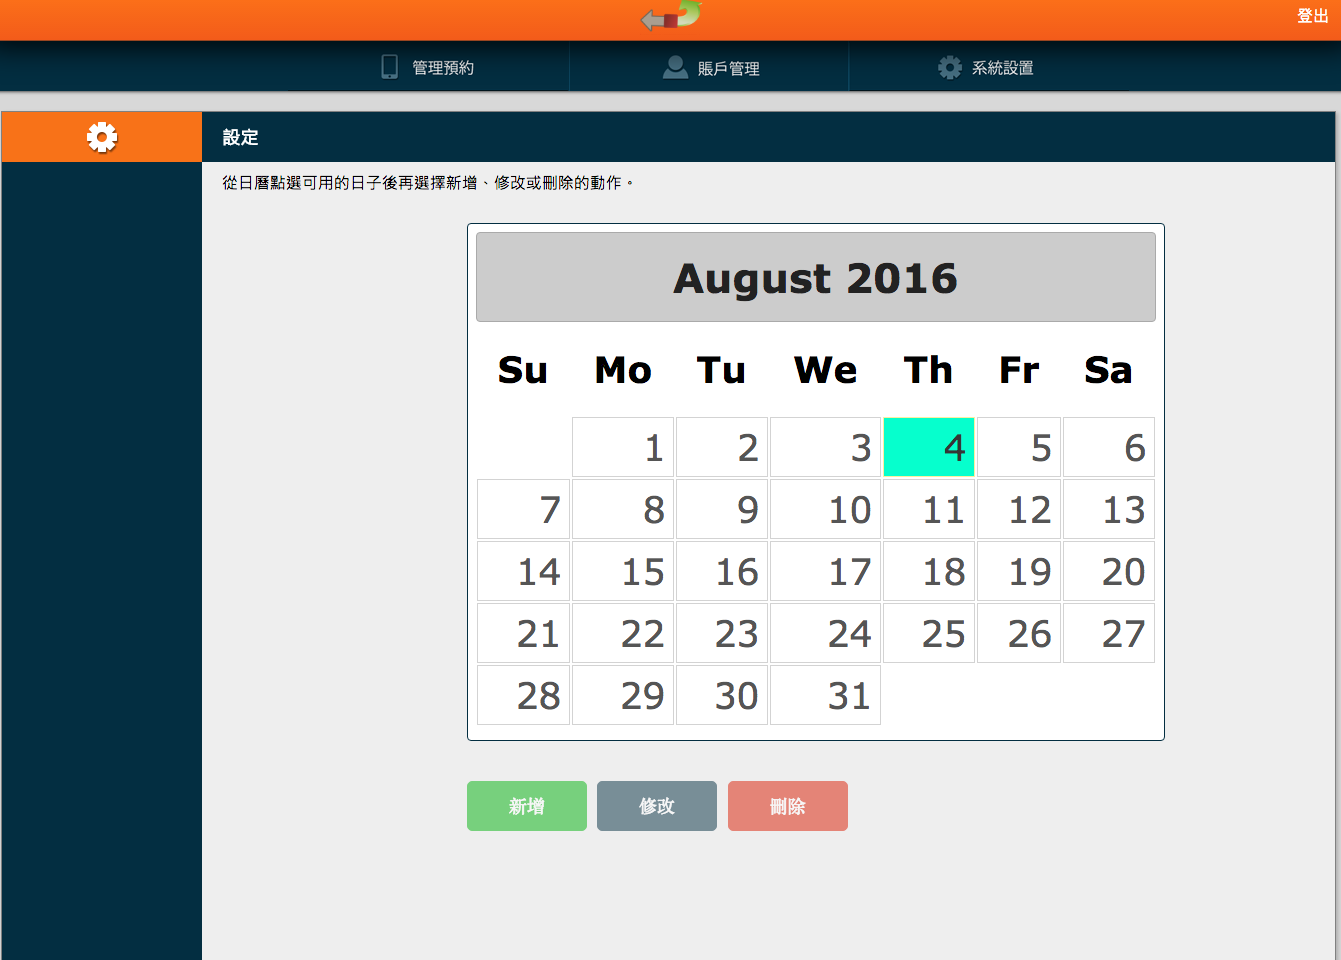 登出
管理預約 賬戶管理 系統設置
設定
從日曆點選可用的日子後再選擇新增、修改或刪除的動作。
August 2016
Su Mo Tu We Th Fr Sa
1 2 3 4 5 6
7 8 9 10 11 12 13
14 15 16 17 18 19 20
21 22 23 24 25 26 27
28 29 30 31
新增 修改 刪除